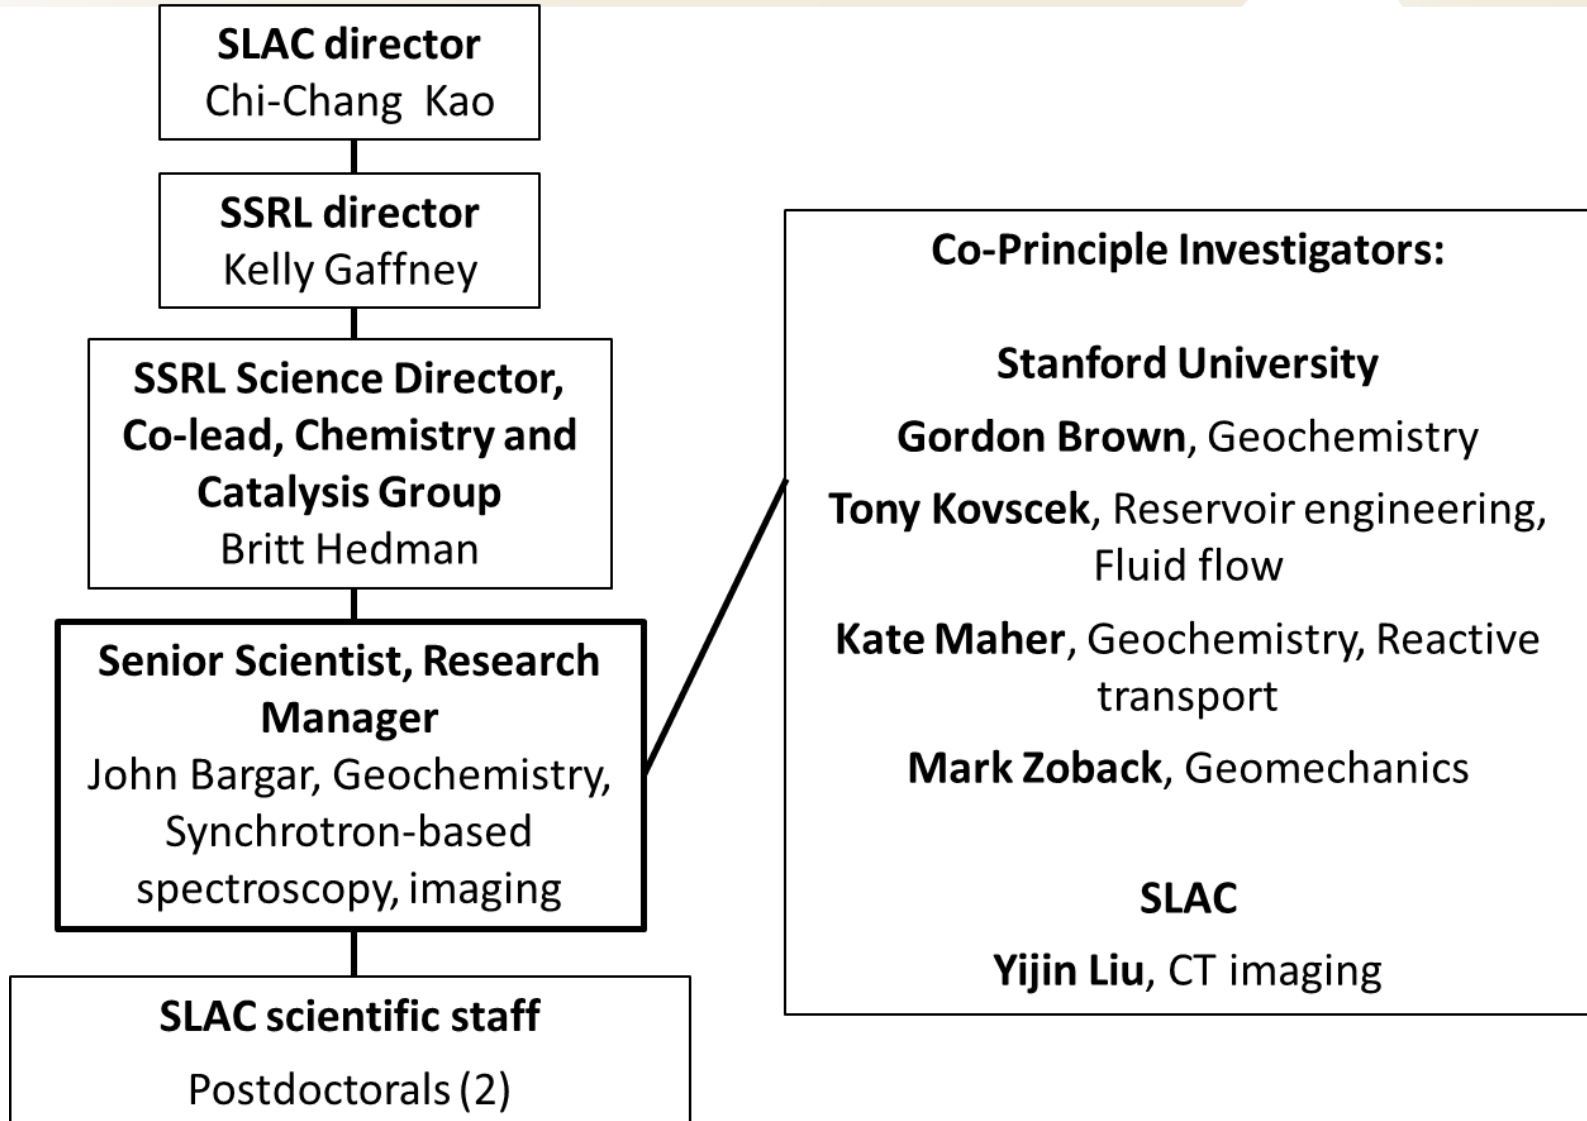 SLAC director
Chi-Chang Kao
SSRL director
Kelly Gaffney
SSRL Science Director,
Co-lead, Chemistry and
Catalysis Group
Britt Hedman
Senior Scientist, Research
Manager
John Bargar, Geochemistry,
Synchrotron-based
spectroscopy, imaging
SLAC scientific staff
Postdoctorals (2)
Co-Principle Investigators:
Stanford University
Gordon Brown, Geochemistry
Tony Kovscek, Reservoir engineering,
Fluid flow
Kate Maher, Geochemistry, Reactive
transport
Mark Zoback, Geomechanics
SLAC
Yijin Liu, CT imaging